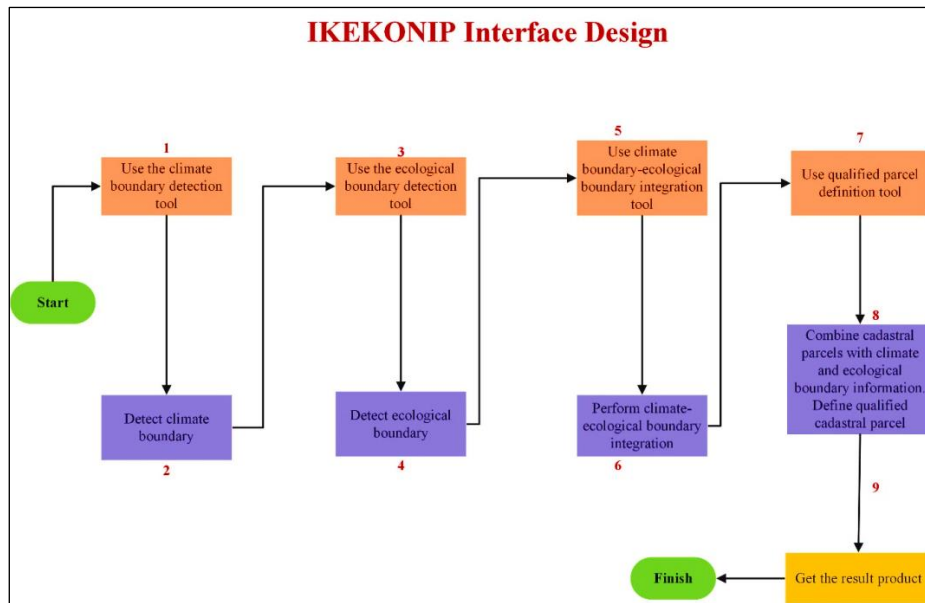 IKEKONIP Interface Design
1
Use the climate
boundary detection
tool
3
Use the ecological
boundary detection
tool
5
Use climate
boundary-ecological
boundary integration
tool
7
Use qualified parcel
definition tool
Start
Detect climate
boundary
2
Detect ecological
boundary
4
Perform climate-
ecological boundary
integration
6
8
Combine cadastral
parcels with climate
and ecological
boundary information.
Define qualified
cadastral parcel
9
Finish
Get the result product